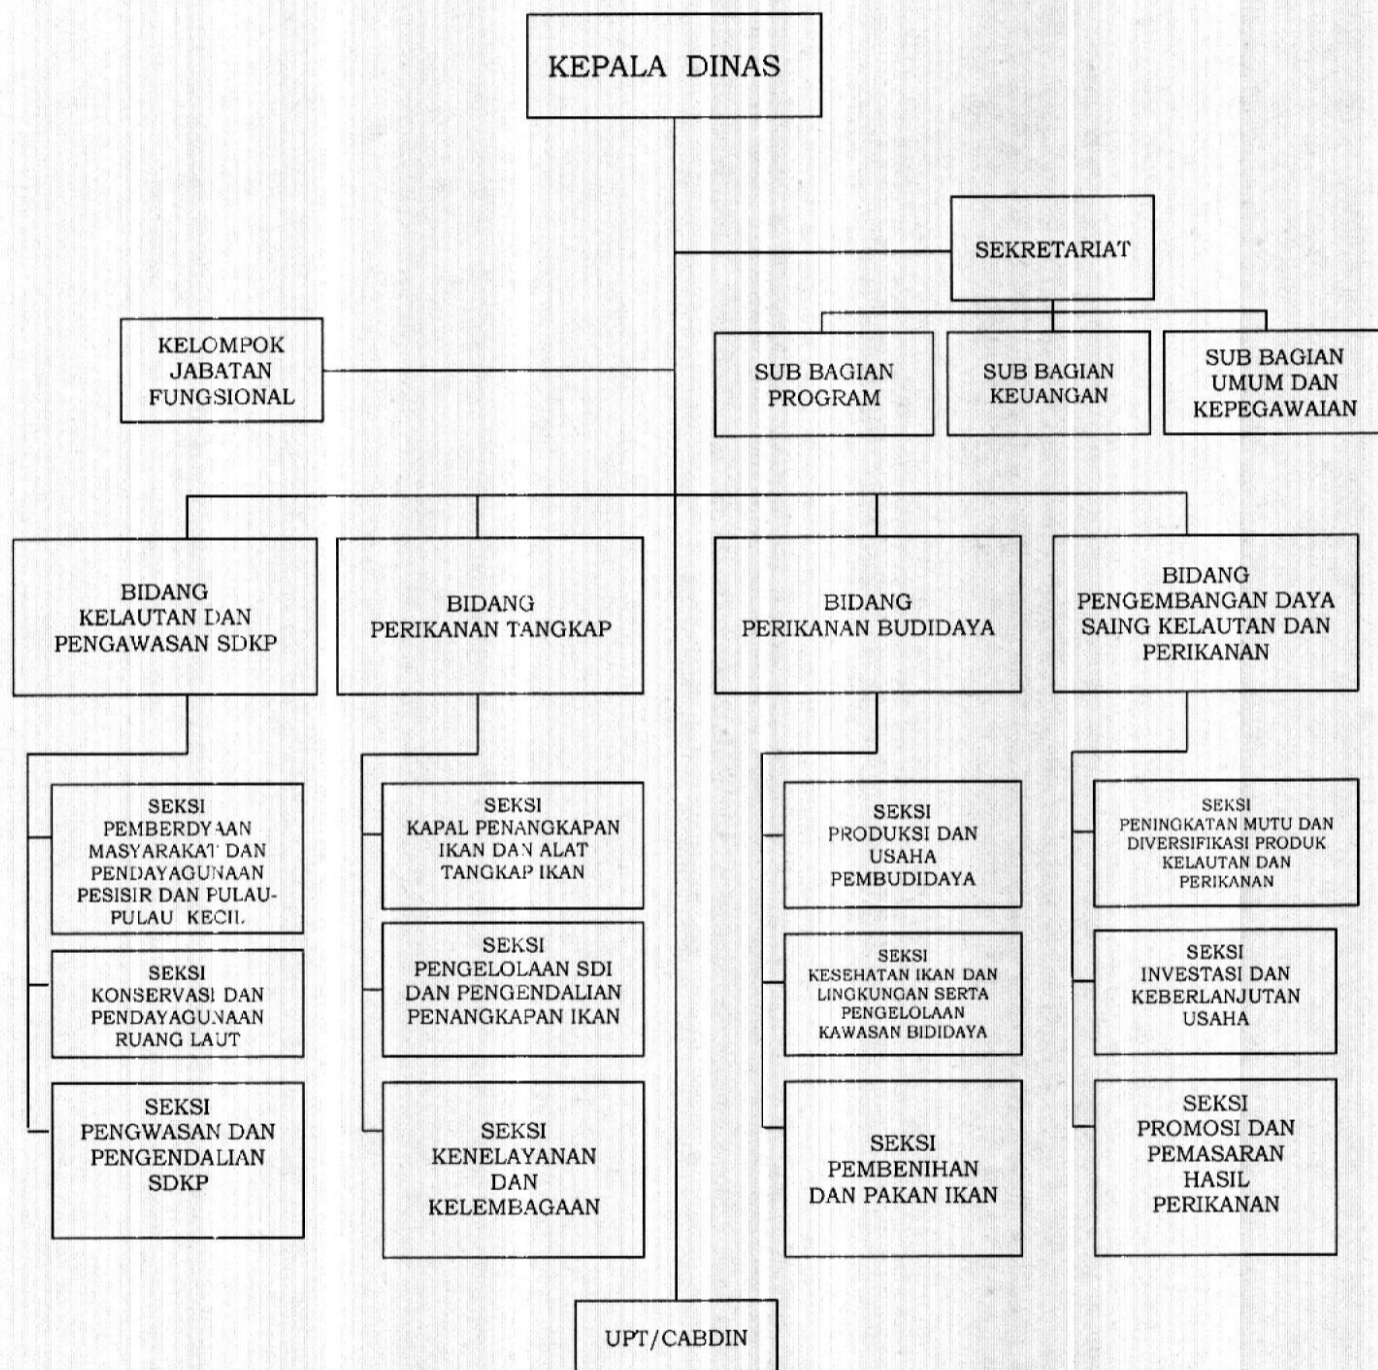 KEPALA DINAS
SEKRETARIAT
KELOMPOK
JABATAN
FUNGSIONAL
SUB BAGIAN
PROGRAM
SUB BAGIAN
KEUANGAN
SUB BAGIAN
UMUM DAN
KEPEGAWAIAN
BIDANG
KELAUTAN DAN
PENGAWASAN SDKP
BIDANG
PERIKANAN TANGKAP
BIDANG
PERIKANAN BUDIDAYA
BIDANG
PENGEMBANGAN DAYA
SAING KELAUTAN DAN
PERIKANAN
SEKSI
PEMBERDYAAN
MASYARAKAT DAN
PENDAYAGUNAAN
PESISIR DAN PULAU-
PULAU KECIL
SEKSI
KONSERVASI DAN
PENDAYAGUNAAN
RUANG LAUT
SEKSI
PENGWASAN DAN
PENGENDALIAN
SDKP
SEKSI
KAPAL PENANGKAPAN
IKAN DAN ALAT
TANGKAP IKAN
SEKSI
PENGELOLAAN SDI
DAN PENGENDALIAN
PENANGKAPAN IKAN
SEKSI
KENELAYANAN
DAN
KELEMBAGAAN
SEKSI
PRODUKSI DAN
USAHA
PEMBUDIDAYA
SEKSI
KESEHATAN IKAN DAN
LINGKUNGAN SERTA
PENGELOLAAN
KAWASAN BIDIDAYA
SEKSI
PEMBENIHAN
DAN PAKAN IKAN
SEKSI
PENINGKATAN MUTU DAN
DIVERSIFIKASI PRODUK
KELAUTAN DAN
PERIKANAN
SEKSI
INVESTASI DAN
KEBERLANJUTAN
USAHA
SEKSI
PROMOSI DAN
PEMASARAN
HASIL
PERIKANAN
UPT/CABDIN